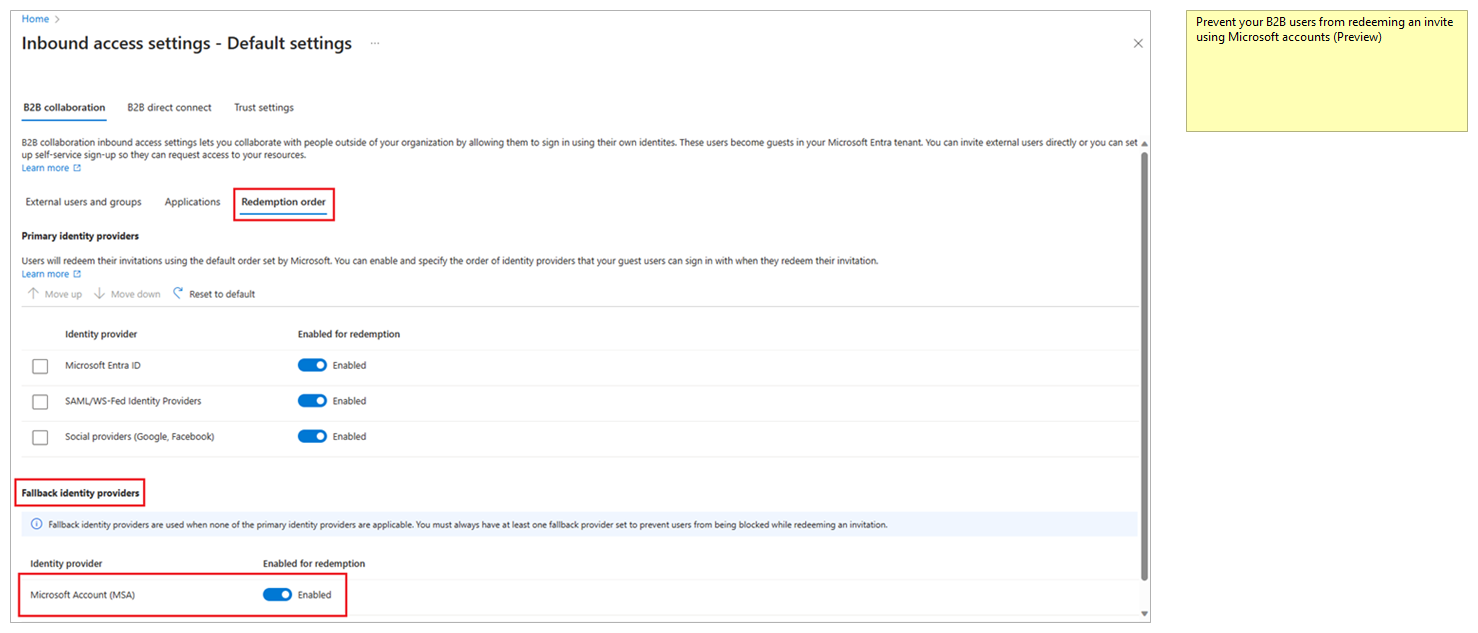 Home >
Inbound access settings - Default settings ...
B2B collaboration B2B direct connect Trust settings
B2B collaboration inbound access settings lets you collaborate with people outside of your organization by allowing them to sign in using their own identites. These users become guests in your Microsoft Entra tenant. You can invite external users directly or you can set
up self-service sign-up so they can request access to your resources.
Learn more
External users and groups Applications Redemption order
Primary identity providers
Users will redeem their invitations using the default order set by Microsoft. You can enable and specify the order of identity providers that your guest users can sign in with when they redeem their invitation.
Learn more
Move up Move down Reset to default
Identity provider Enabled for redemption
Microsoft Entra ID Enabled
SAML/WS-Fed Identity Providers Enabled
Social providers (Google, Facebook) Enabled
Fallback identity providers
Fallback identity providers are used when none of the primary identity providers are applicable. You must always have at least one fallback provider set to prevent users from being blocked while redeeming an invitation.
Identity provider Enabled for redemption
Microsoft Account (MSA) Enabled
Prevent your B2B users from redeeming an invite
using Microsoft accounts (Preview)